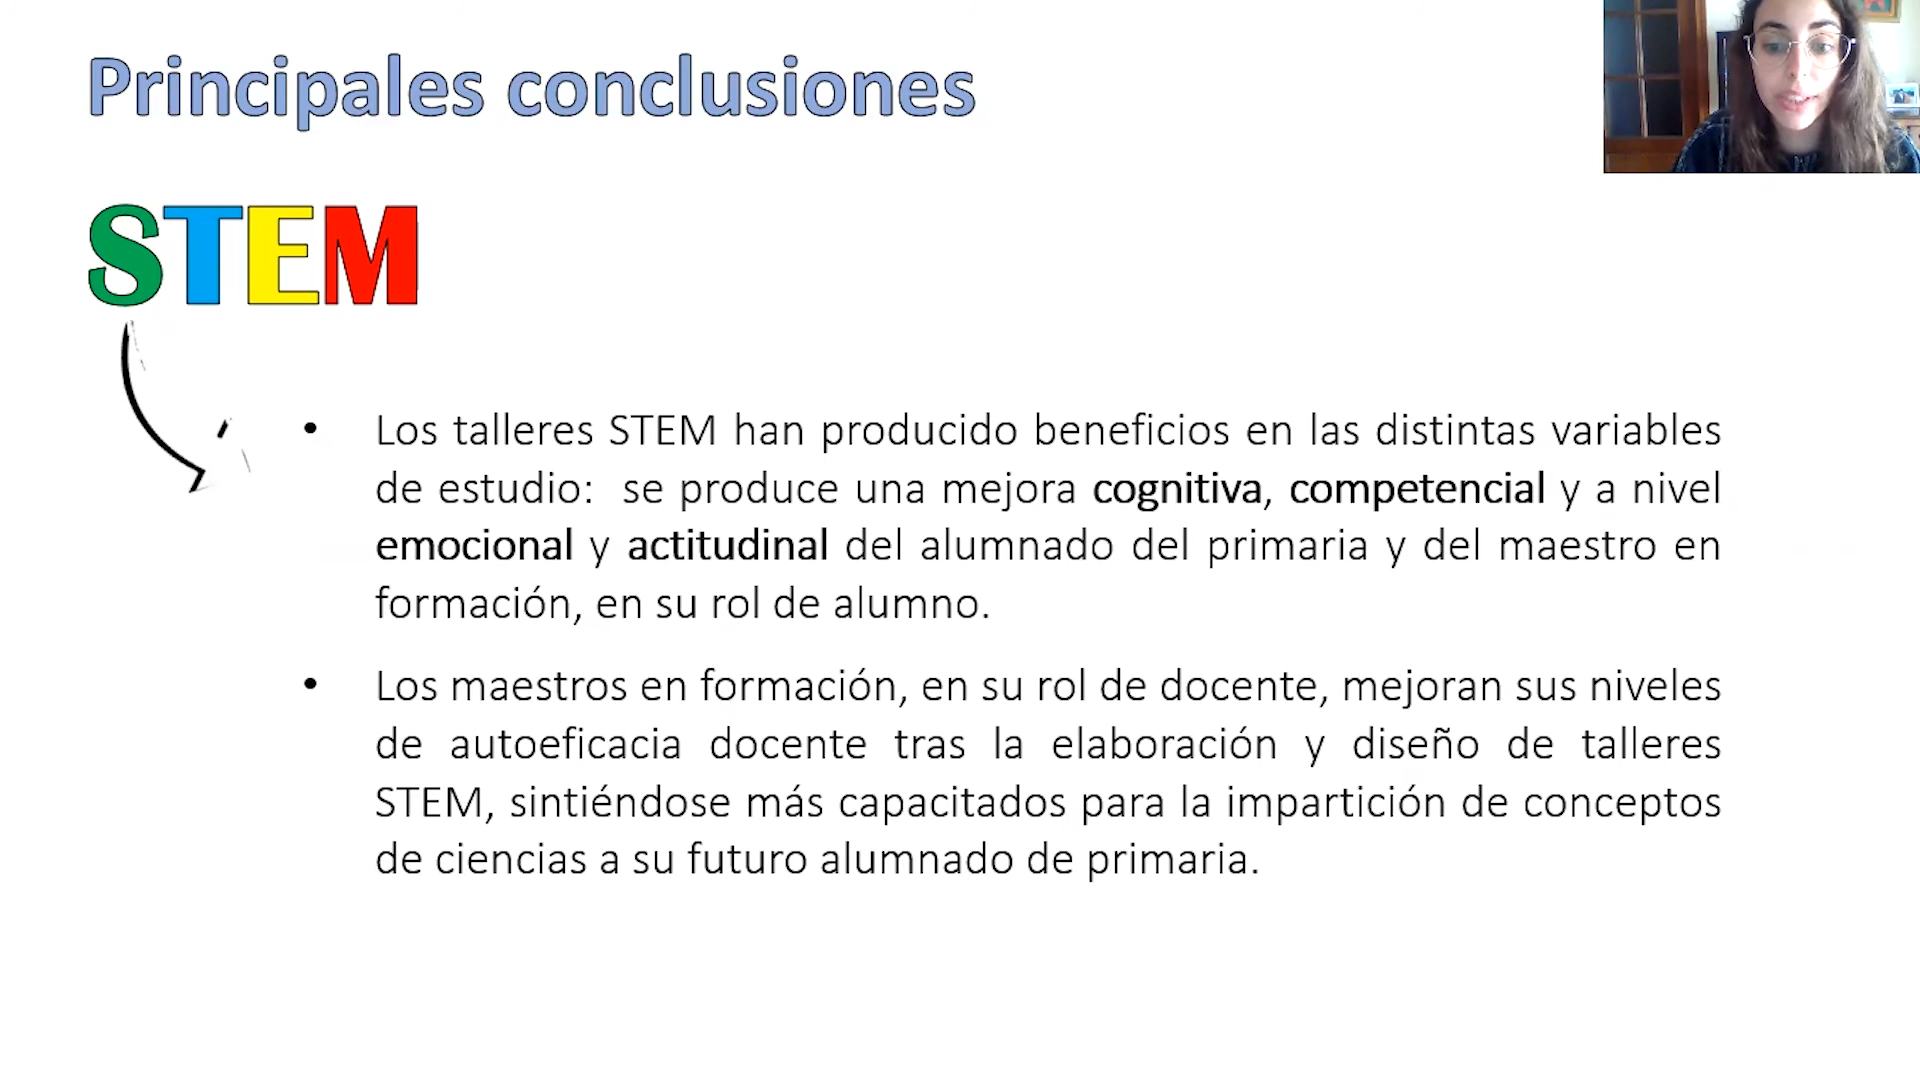 Principales conclusiones
STEM
• Los talleres STEM han producido beneficios en las distintas variables
de estudio: se produce una mejora cognitiva, competencial y a nivel
emocional y actitudinal del alumnado del primaria y del maestro en
formación, en su rol de alumno.
• Los maestros en formación, en su rol de docente, mejoran sus niveles
de autoeficacia docente tras la elaboración y diseño de talleres
STEM, sintiéndose más capacitados para la impartición de conceptos
de ciencias a su futuro alumnado de primaria.